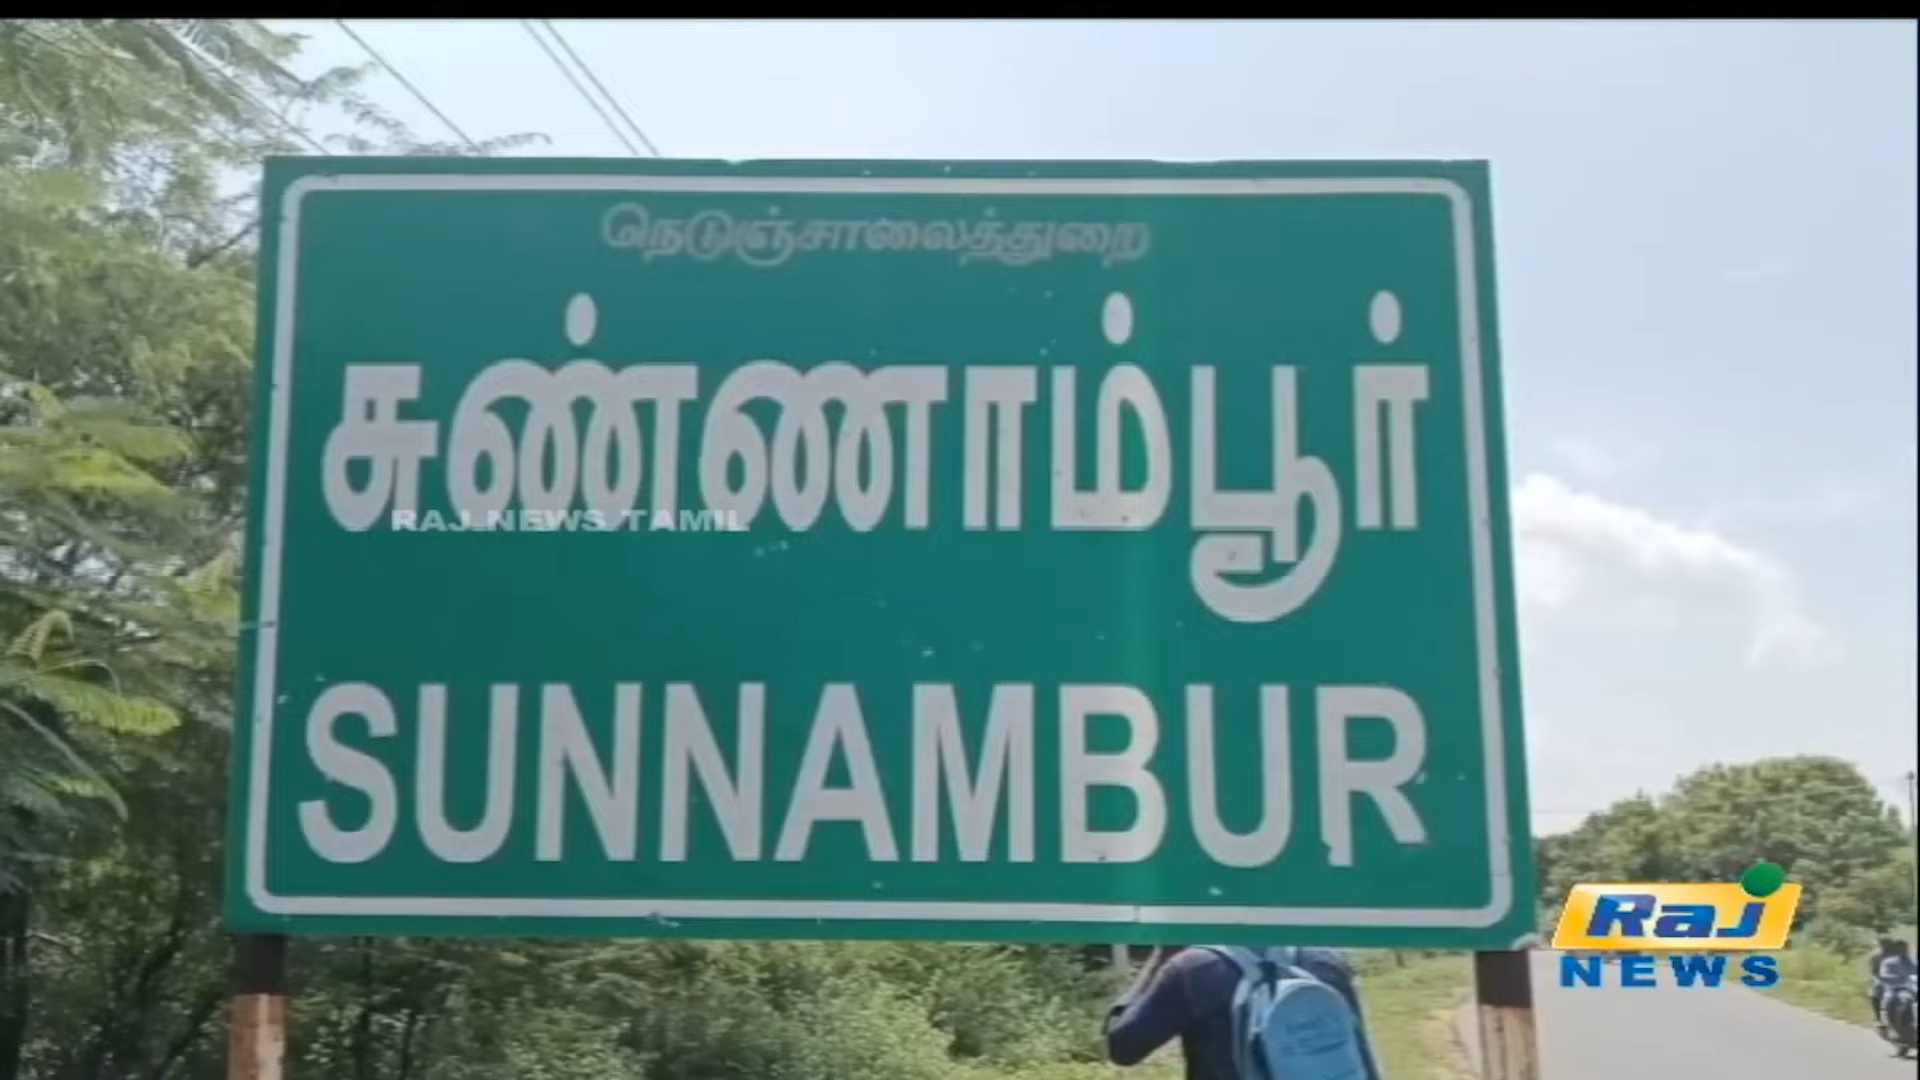 நெடுஞ்சாலைத்துறை
சுண்ணாம்பூர்
RAJ NEWS TAMIL
SUNNAMBUR
Raj
NEWS